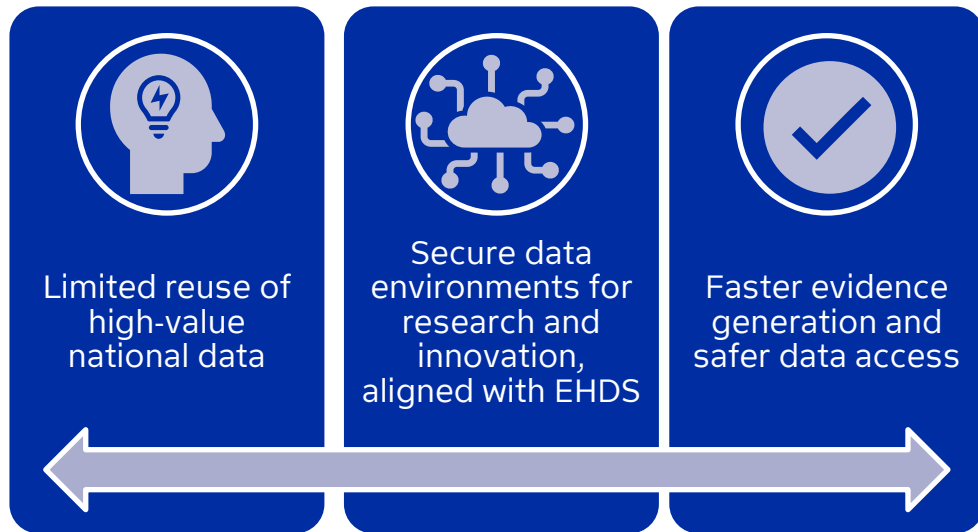 Limited reuse of
high-value
national data
Secure data
environments for
research and
innovation,
aligned with EHDS
Faster evidence
generation and
safer data access